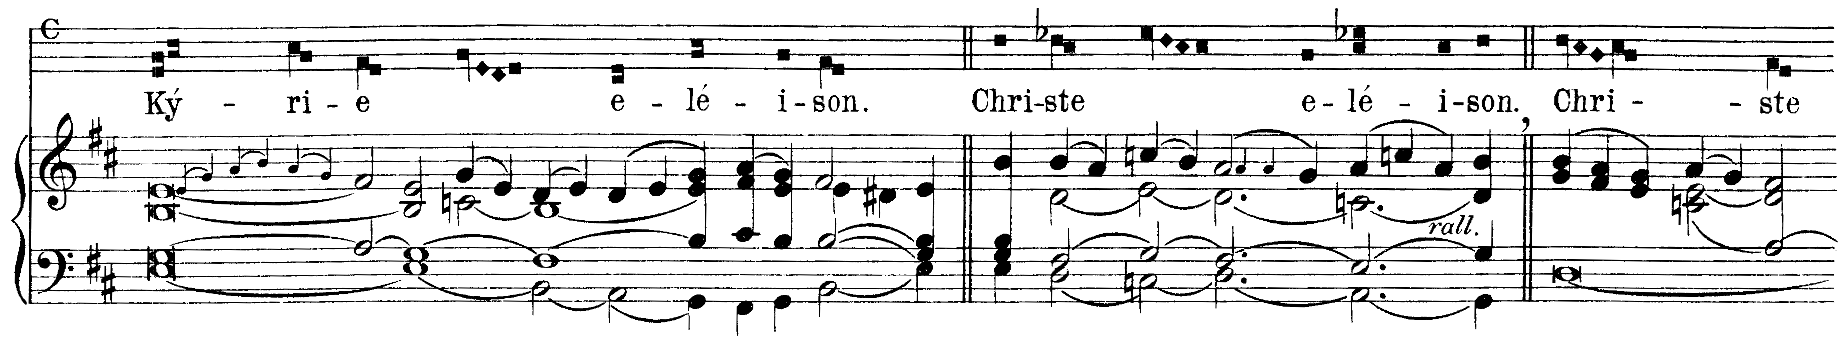 Ký - ri - e e - lé - i - son. Chri - ste e - lé - i - son. Chri - ste
rall.